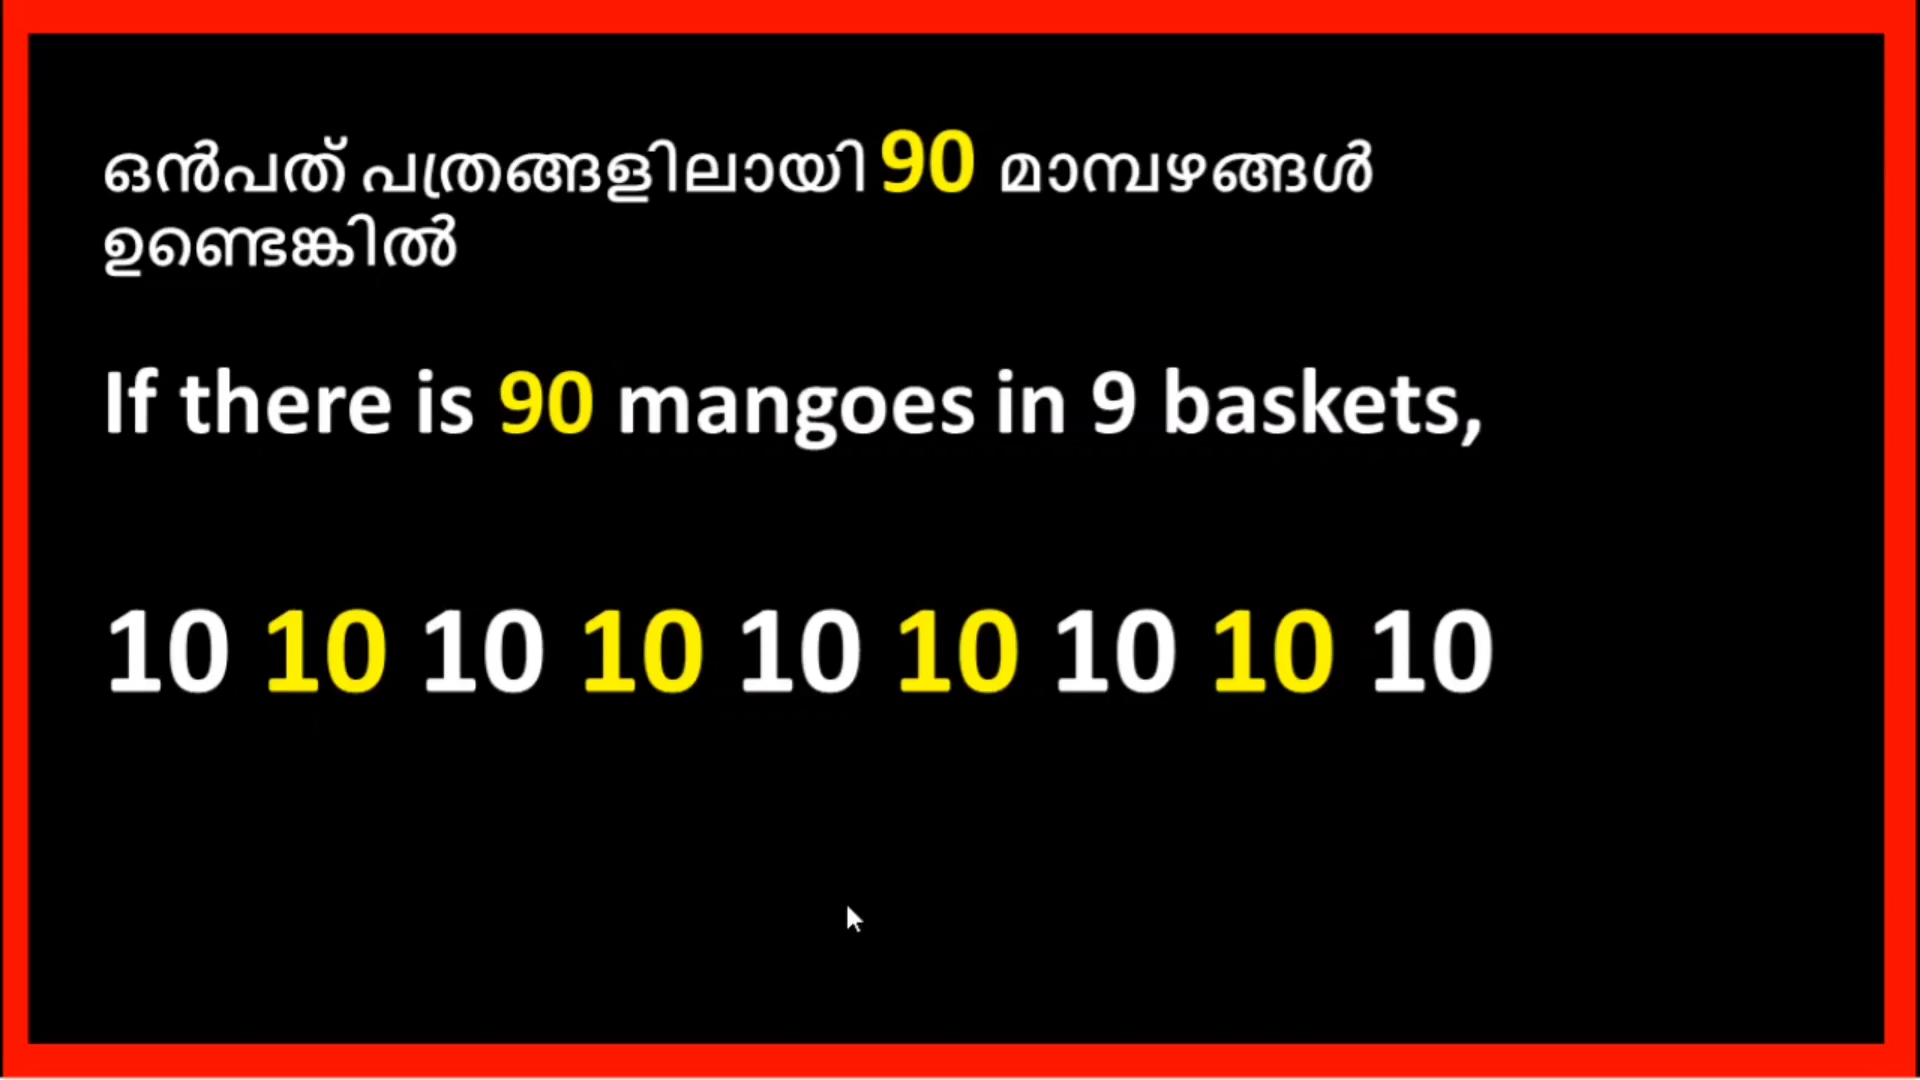 ഒൻപത് പത്രങ്ങളിലായി 90 മാമ്പഴങ്ങൾ
ഉണ്ടെങ്കിൽ
If there is 90 mangoes in 9 baskets,
10 10 10 10 10 10 10 10 10